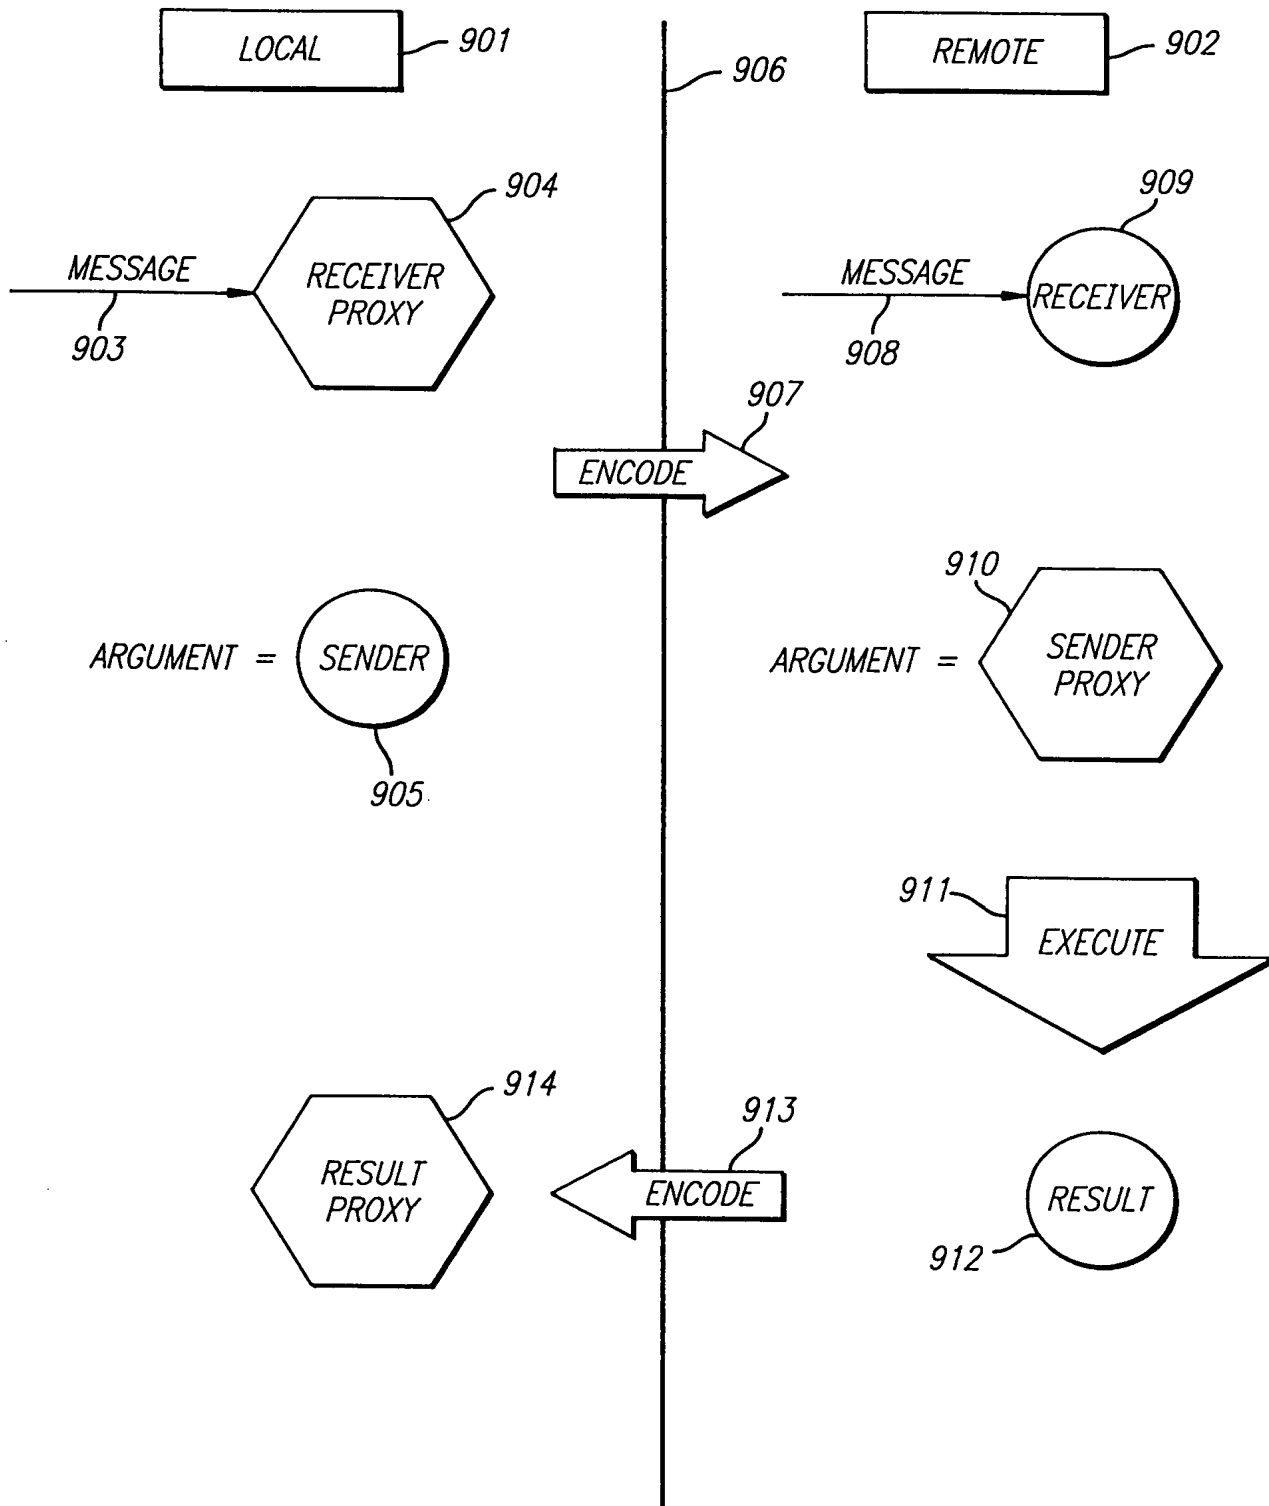 LOCAL
901
906
REMOTE
902
904
909
MESSAGE
903
RECEIVER
PROXY
MESSAGE
908
RECEIVER
907
ENCODE
910
ARGUMENT =
SENDER
905
ARGUMENT =
SENDER
PROXY
911
EXECUTE
914
913
RESULT
PROXY
ENCODE
RESULT
912